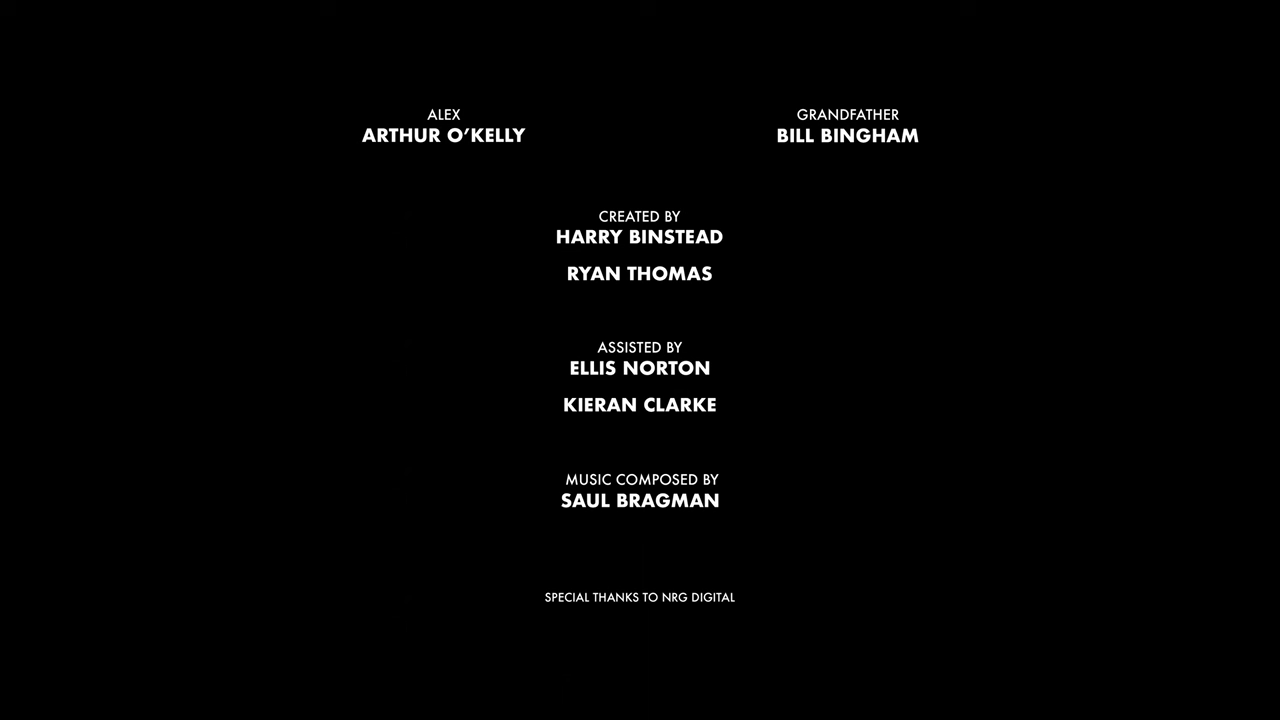 ALEX
ARTHUR O’KELLY
GRANDFATHER
BILL BINGHAM
CREATED BY
HARRY BINSTEAD
RYAN THOMAS
ASSISTED BY
ELLIS NORTON
KIERAN CLARKE
MUSIC COMPOSED BY
SAUL BRAGMAN
SPECIAL THANKS TO NRG DIGITAL